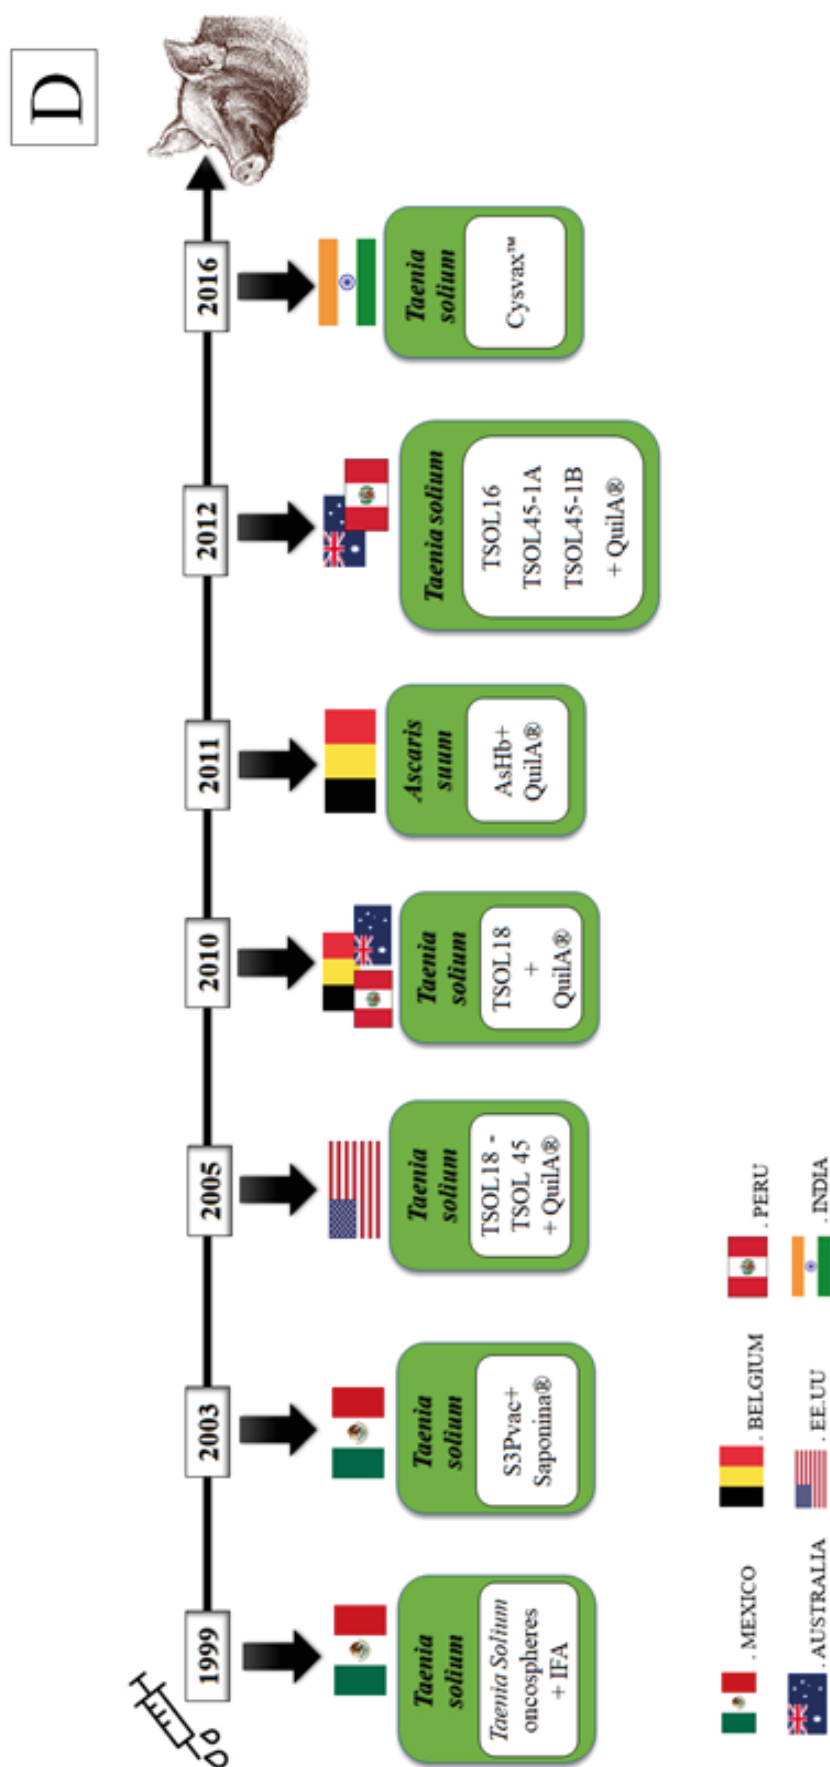 D
1999
2003
2005
2010
2011
2012
2016
Taenia
solium
Taenia Solium
oncospheres
+ IFA
Taenia
solium
S3Pvac+
Saponina®
Taenia
solium
TSOL18 -
TSOL 45
+ QuilA®
Taenia
solium
TSOL18
+
QuilA®
Ascaris
suum
AsHb+
QuilA®
Taenia solium
TSOL16
TSOL45-1A
TSOL45-1B
+ QuilA®
Taenia
solium
Cysvax™
. MEXICO
. BELGIUM
. PERU
. AUSTRALIA
. EE.UU
. INDIA